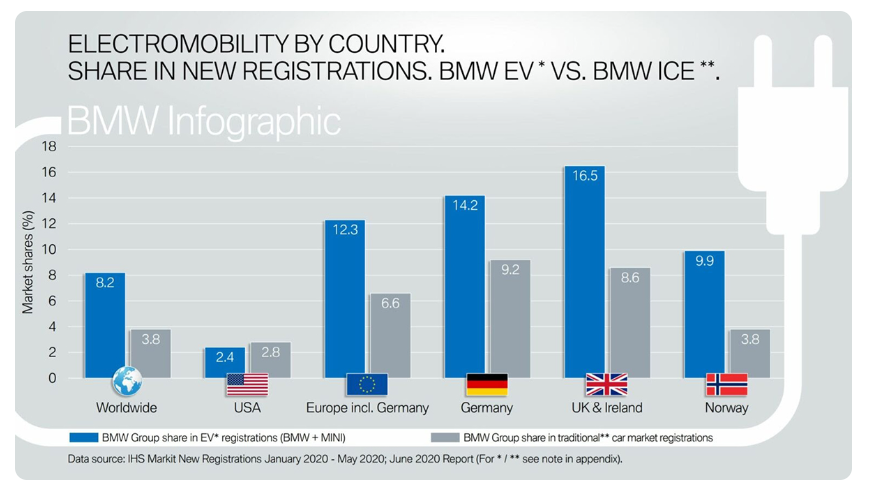 ELECTROMOBILITY BY COUNTRY.
SHARE IN NEW REGISTRATIONS. BMW EV * VS. BMW ICE **.
BMW Infographic
Market shares (%)
18
16
14
12
10
8
6
4
2
0
8.2
3.8
2.4
2.8
12.3
6.6
14.2
9.2
16.5
8.6
9.9
3.8
Worldwide
USA
Europe incl. Germany
Germany
UK & Ireland
Norway
BMW Group share in EV* registrations (BMW + MINI)
BMW Group share in traditional** car market registrations
Data source: IHS Markit New Registrations January 2020 - May 2020; June 2020 Report (For * / ** see note in appendix).